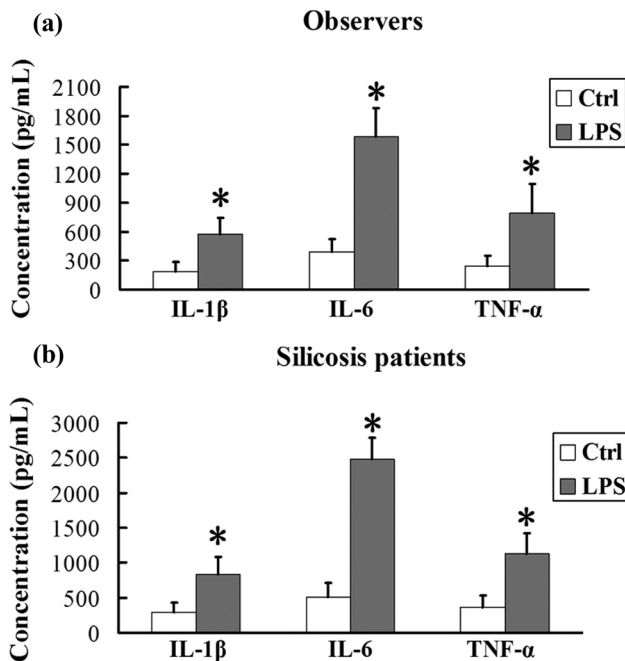 (a)
Observers
Concentration (pg/mL)
2100
1800
1500
1200
900
600
300
0
*
*
*
Ctrl
LPS
IL-1β
IL-6
TNF-α
(b)
Silicosis patients
Concentration (pg/mL)
3000
2500
2000
1500
1000
500
0
*
*
*
Ctrl
LPS
IL-1β
IL-6
TNF-α